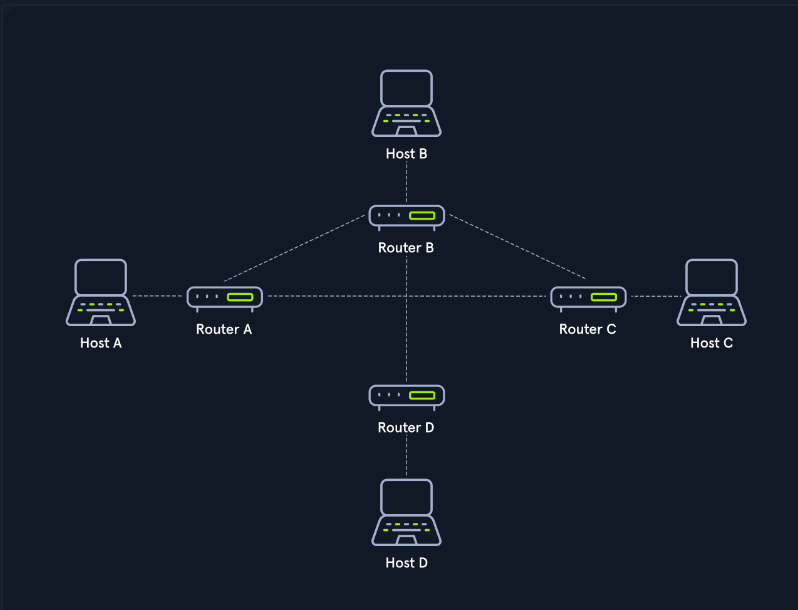 Host B
Router B
Host A
Router A
Router C
Host C
Router D
Host D